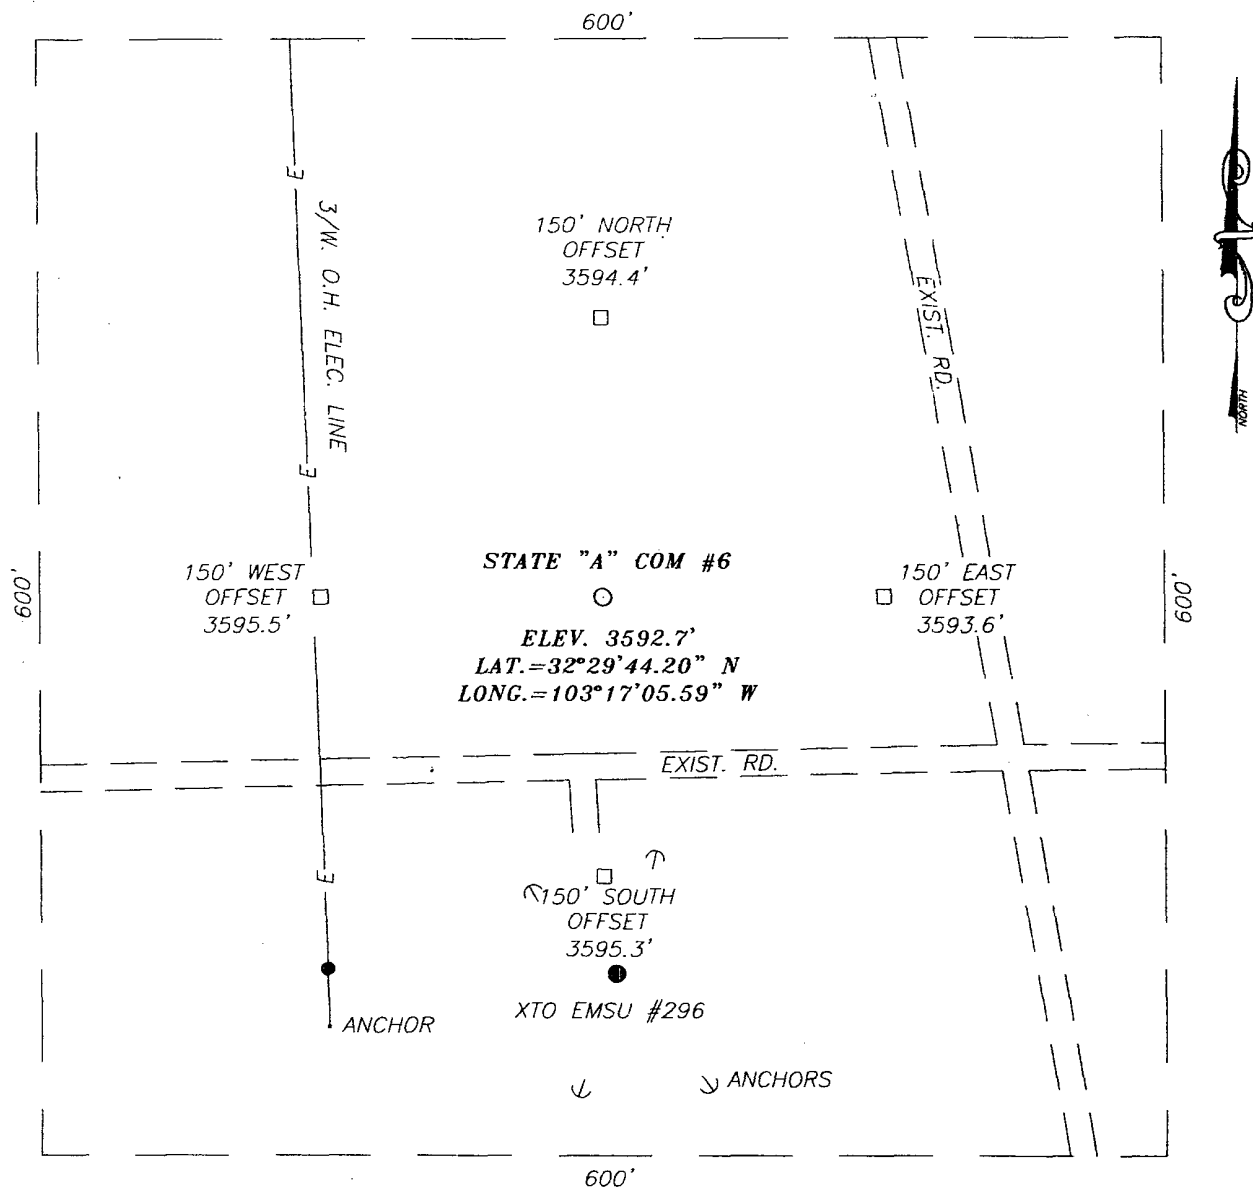 600'
E
3/W. O.H. ELEC. LINE
150' NORTH
OFFSET
3594.4'
EXIST. RD.
NORTH
E
600'
150' WEST
OFFSET
3595.5'
STATE "A" COM #6
ELEV. 3592.7'
LAT.=32°29'44.20" N
LONG.=103°17'05.59" W
150' EAST
OFFSET
3593.6'
600'
EXIST. RD.
E
150' SOUTH
OFFSET
3595.3'
XTO EMSU #296
ANCHOR
ANCHORS
600'